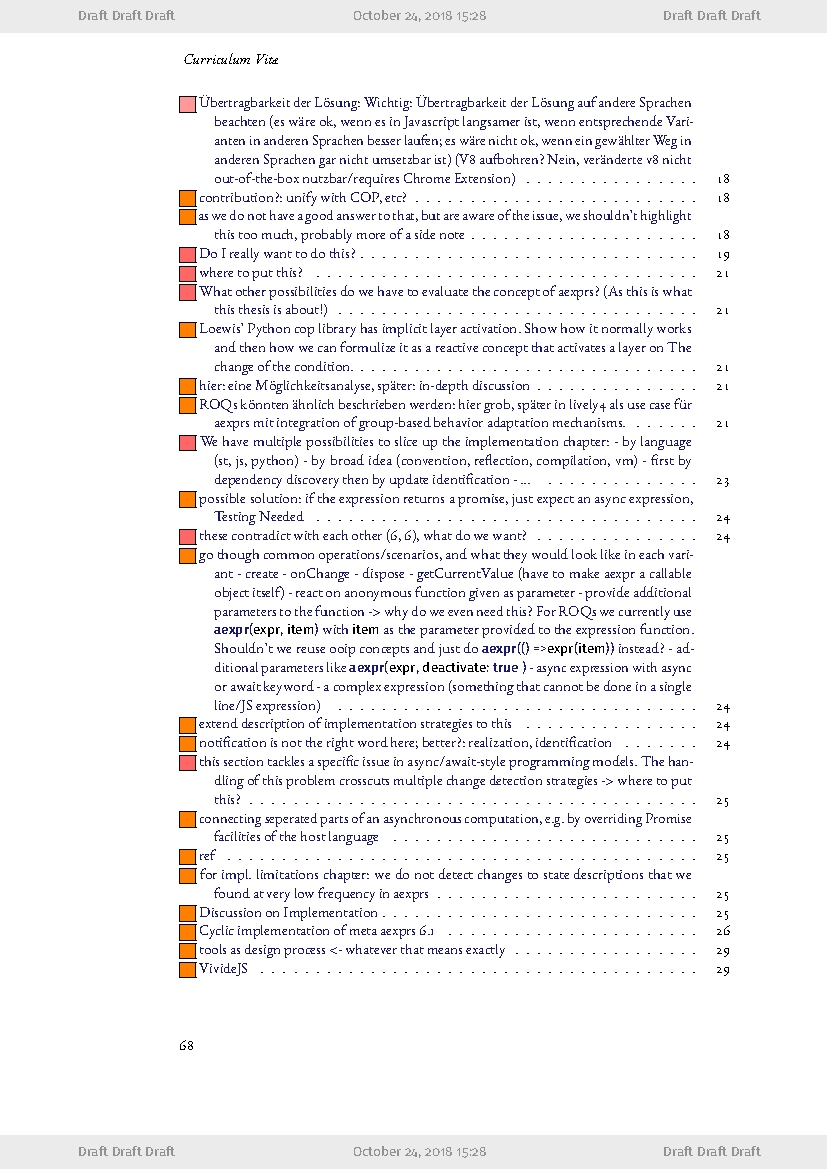 Draft Draft Draft October 24, 2018 15:28 Draft Draft Draft
Curriculum Vitæ
Übertragbarkeit der Lösung: Wichtig: Übertragbarkeit der Lösung auf andere Sprachen
beachten (es wäre ok, wenn es in Javascript langsamer ist, wenn entsprechende Vari-
anten in anderen Sprachen besser laufen; es wäre nicht ok, wenn ein gewählter Weg in
anderen Sprachen gar nicht umsetzbar ist) (V8 aufbohren? Nein, veränderte v8 nicht
out-of-the-box nutzbar/requires Chrome Extension) . . . . . . . . . . . . . . . . 18
contribution?: unify with COP, etc? . . . . . . . . . . . . . . . . . . . . . . . . . . 18
as we do not have a good answer to that, but are aware of the issue, we shouldn't highlight
this too much, probably more of a side note . . . . . . . . . . . . . . . . . . . . . 18
Do I really want to do this? . . . . . . . . . . . . . . . . . . . . . . . . . . . . . . 19
where to put this? . . . . . . . . . . . . . . . . . . . . . . . . . . . . . . . . . . 21
What other possibilities do we have to evaluate the concept of aexprs? (As this is what
this thesis is about!) . . . . . . . . . . . . . . . . . . . . . . . . . . . . . . . . 21
Loewis' Python cop library has implicit layer activation. Show how it normally works
and then how we can formulize it as a reactive concept that activates a layer on The
change of the condition. . . . . . . . . . . . . . . . . . . . . . . . . . . . . . . . 21
hier: eine Möglichkeitsanalyse, später: in-depth discussion . . . . . . . . . . . . . . . 21
ROQs könnten ähnlich beschrieben werden: hier grob, später in lively4 als use case für
aexprs mit integration of group-based behavior adaptation mechanisms. . . . . . . 21
We have multiple possibilities to slice up the implementation chapter: - by language
(st, js, python) - by broad idea (convention, reflection, compilation, vm) - first by
dependency discovery then by update identification - ... . . . . . . . . . . . . . . 23
possible solution: if the expression returns a promise, just expect an async expression,
Testing Needed . . . . . . . . . . . . . . . . . . . . . . . . . . . . . . . . . . . 24
these contradict with each other (6, 6), what do we want? . . . . . . . . . . . . . . . 24
go though common operations/scenarios, and what they would look like in each vari-
ant - create - onChange - dispose - getCurrentValue (have to make aexpr a callable
object itself) - react on anonymous function given as parameter - provide additional
parameters to the function -> why do we even need this? For ROQs we currently use
aexpr(expr, item) with item as the parameter provided to the expression function.
Shouldn't we reuse ooip concepts and just do aexpr(() =>expr(item)) instead? - ad-
ditional parameters like aexpr(expr, deactivate: true ) - async expression with async
or await keyword - a complex expression (something that cannot be done in a single
line/JS expression) . . . . . . . . . . . . . . . . . . . . . . . . . . . . . . . . . 24
extend description of implementation strategies to this . . . . . . . . . . . . . . . . 24
notification is not the right word here; better?: realization, identification . . . . . . . 24
this section tackles a specific issue in async/await-style programming models. The han-
dling of this problem crosscuts multiple change detection strategies -> where to put
this? . . . . . . . . . . . . . . . . . . . . . . . . . . . . . . . . . . . . . . . . . 25
connecting seperated parts of an asynchronous computation, e.g. by overriding Promise
facilities of the host language . . . . . . . . . . . . . . . . . . . . . . . . . . . . 25
ref . . . . . . . . . . . . . . . . . . . . . . . . . . . . . . . . . . . . . . . . . . . 25
for impl. limitations chapter: we do not detect changes to state descriptions that we
found at very low frequency in aexprs . . . . . . . . . . . . . . . . . . . . . . . . 25
Discussion on Implementation . . . . . . . . . . . . . . . . . . . . . . . . . . . . . 25
Cyclic implementation of meta aexprs 6.1 . . . . . . . . . . . . . . . . . . . . . . . 26
tools as design process <- whatever that means exactly . . . . . . . . . . . . . . . . . 29
VivideJS . . . . . . . . . . . . . . . . . . . . . . . . . . . . . . . . . . . . . . . . 29
68
Draft Draft Draft October 24, 2018 15:28 Draft Draft Draft